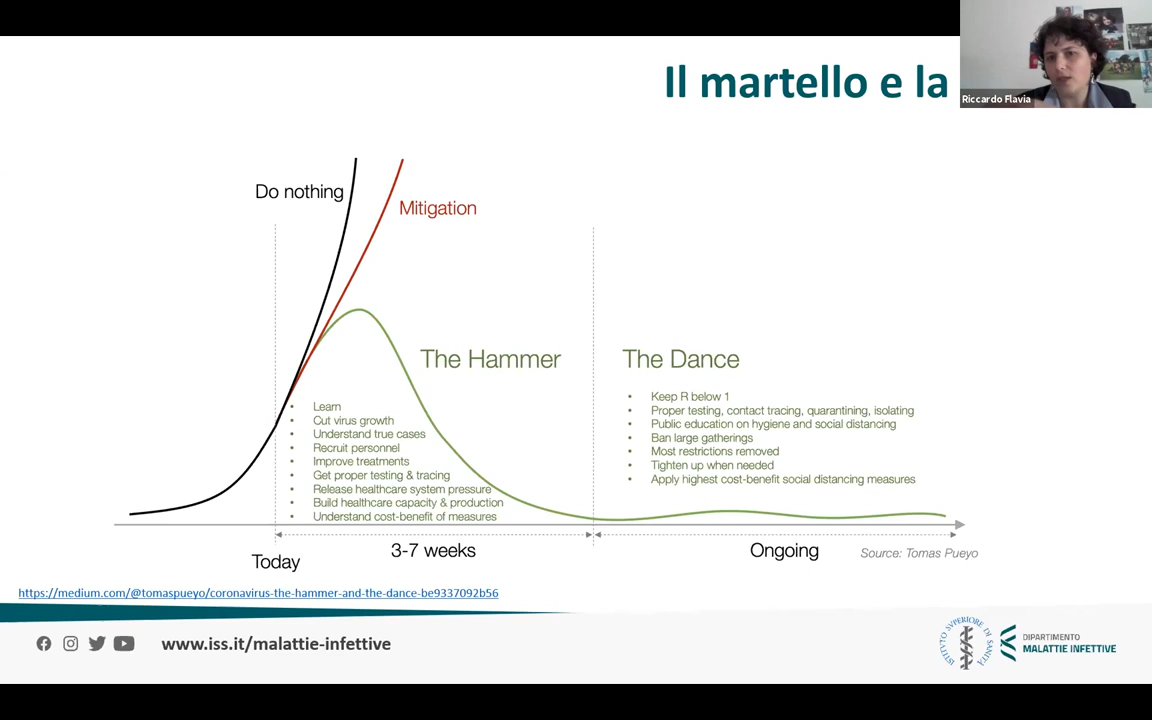 Il martello e la
Riccardo Flavia
Do nothing
Mitigation
The Hammer
The Dance
• Learn
• Cut virus growth
• Understand true cases
• Recruit personnel
• Improve treatments
• Get proper testing & tracing
• Release healthcare system pressure
• Build healthcare capacity & production
• Understand cost-benefit of measures
• Keep R below 1
• Proper testing, contact tracing, quarantining, isolating
• Public education on hygiene and social distancing
• Ban large gatherings
• Most restrictions removed
• Tighten up when needed
• Apply highest cost-benefit social distancing measures
Today
3-7 weeks
Ongoing
Source: Tomas Pueyo
https://medium.com/@tomaspueyo/coronavirus-the-hammer-and-the-dance-be9337092b56
www.iss.it/malattie-infettive
ISTITUTO SUPERIORE DI SANITÀ
DIPARTIMENTO
MALATTIE INFETTIVE